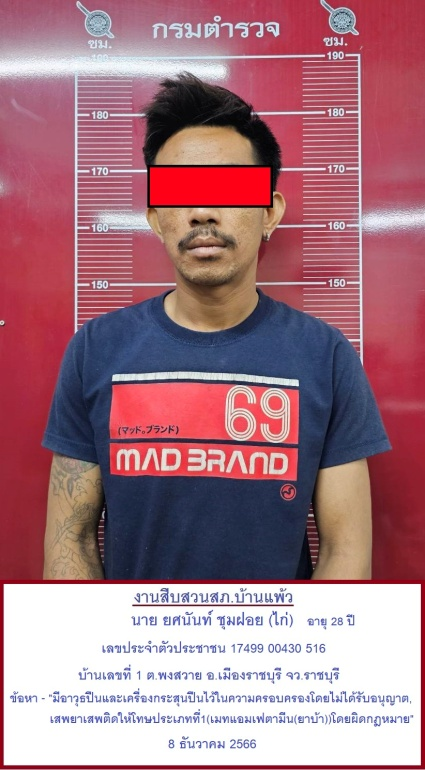 กรมตำรวจ
ซม. ซม.
190 190
180 180
170 170
160 160
150 150
69
(マッド。ブランド)
MAD BRAND
งานสืบสวนสภ.บ้านแพ้ว
นาย ยศนันท์ ชุมฝอย (ไก่) อายุ 28 ปี
เลขประจำตัวประชาชน 17499 00430 516
บ้านเลขที่ 1 ต.พงสวาย อ.เมืองราชบุรี จว.ราชบุรี
ข้อหา - "มีอาวุธปืนและเครื่องกระสุนปืนไว้ในความครอบครองโดยไม่ได้รับอนุญาต,
เสพยาเสพติดให้โทษประเภทที่1(เมทแอมเฟตามีน(ยาบ้า))โดยผิดกฎหมาย"
8 ธันวาคม 2566